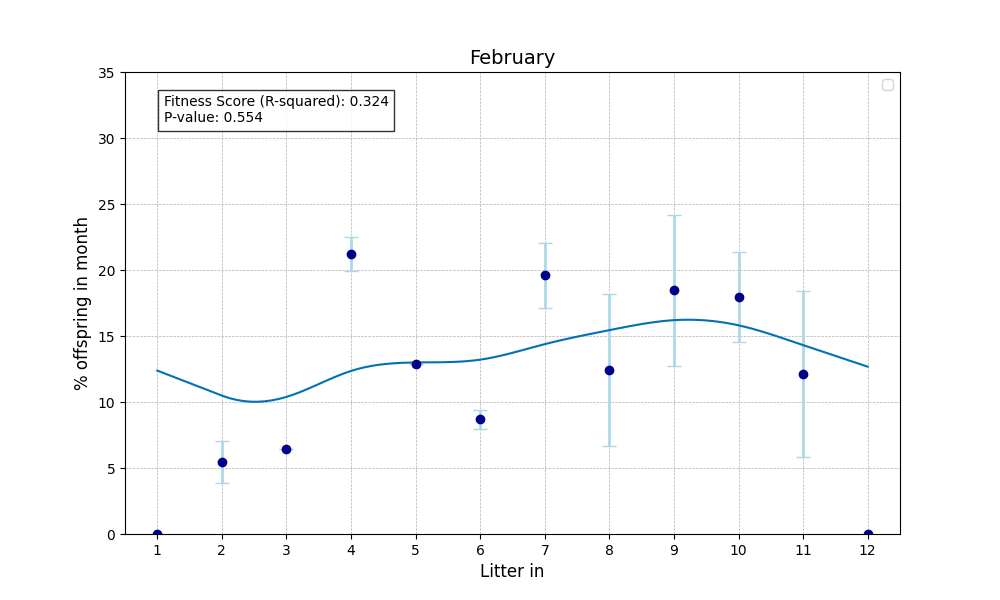 February
Fitness Score (R-squared): 0.324
P-value: 0.554
35
30
25
20
15
10
5
0
% offspring in month
1 2 3 4 5 6 7 8 9 10 11 12
Litter in